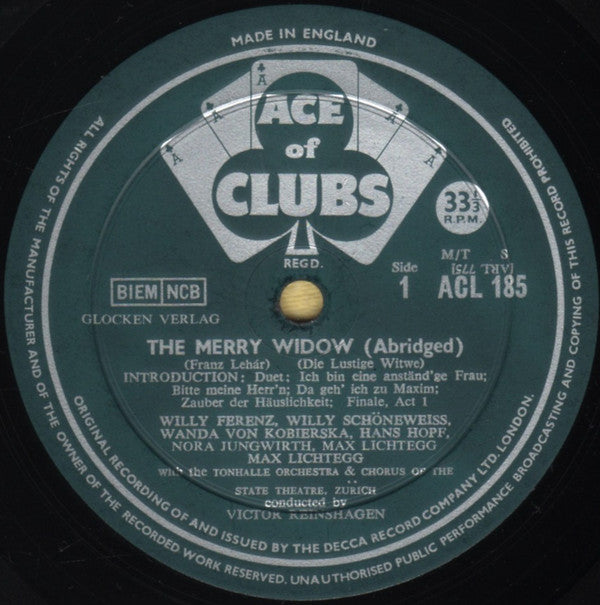 MADE IN ENGLAND
A
A
A
A
A
ACE
of
CLUBS
REGD.
33⅓
R.P.M.
M/T S
Side
1
[ARL 775]
ACL 185
BIEM NCB
GLOCKEN VERLAG
THE MERRY WIDOW (Abridged)
(Franz Lehár) (Die Lustige Witwe)
INTRODUCTION; Duet; Ich bin eine anständ'ge Frau;
Bitte meine Herr'n; Da geh' ich zu Maxim;
Zauber der Häuslichkeit; Finale, Act 1
WILLY FERENZ, WILLY SCHÖNEWEISS,
WANDA VON KOBIERSKA, HANS HOPF,
NORA JUNGWIRTH, MAX LICHTEGG
MAX LICHTEGG
with the TONHALLE ORCHESTRA & CHORUS OF THE
STATE THEATRE, ZURICH
conducted by
VICTOR REINSHAGEN
ALL RIGHTS OF THE MANUFACTURER AND OF THE OWNER OF THE RECORDED WORK RESERVED. UNAUTHORISED PUBLIC PERFORMANCE BROADCASTING AND COPYING OF THIS RECORD PROHIBITED
ORIGINAL RECORDING OF AND ISSUED BY THE DECCA RECORD COMPANY LTD. LONDON.